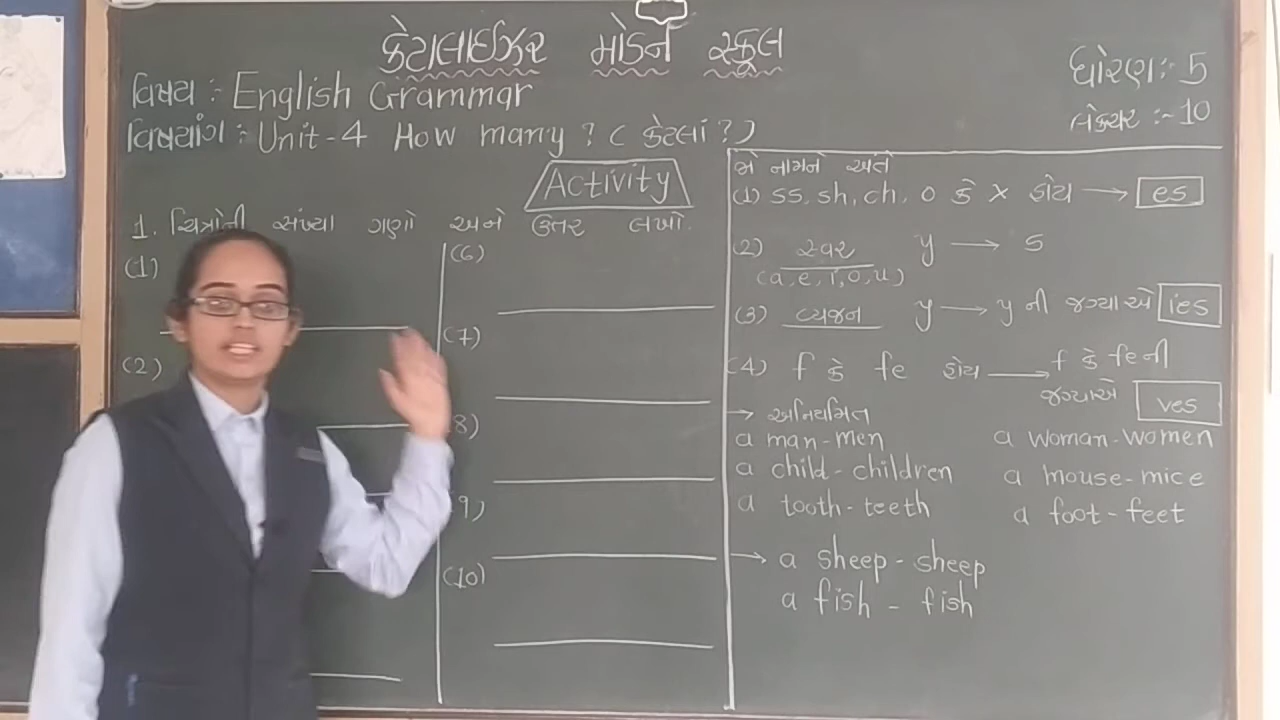 કેટાલાઈઝર મોડર્ન સ્કૂલ
ધોરણ :- 5
વિષય : English Grammar
લેક્ચર :- 10
વિષયાંગ : Unit-4 How many ? ( કેટલાં ? )
Activity
1. ચિત્રોની સંખ્યા ગણો અને ઉત્તર લખો.
(1)
(2)
(6)
(7)
8)
9)
(10)
જે નામને અંતે
(1) ss, sh, ch, o કે x હોય → es
(2) સ્વર y → s
(a, e, i, o, u)
(3) વ્યંજન y → y ની જગ્યાએ ies
(4) f કે fe હોય → f કે fe ની
જગ્યાએ ves
→ અનિયમિત
a man - men a woman - women
a child - children a mouse - mice
a tooth - teeth a foot - feet
→ a sheep - sheep
a fish - fish